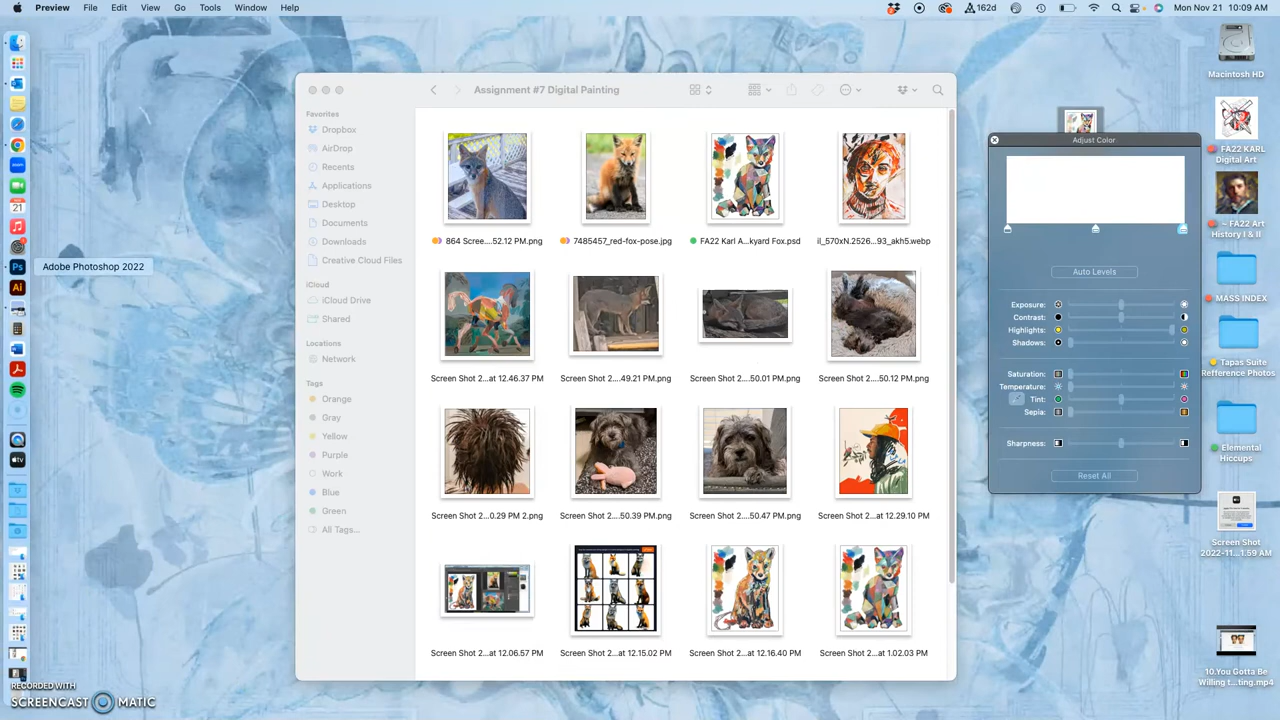 Preview File Edit View Go Tools Window Help
162d
Mon Nov 21 10:09 AM
Assignment #7 Digital Painting
Favorites
Dropbox
AirDrop
Recents
Applications
Desktop
Documents
Downloads
Creative Cloud Files
iCloud
iCloud Drive
Shared
Locations
Network
Tags
Orange
Gray
Yellow
Purple
Work
Blue
Green
All Tags...
864 Scree....52.12 PM.png
7485457_red-fox-pose.jpg
FA22 Karl A...kyard Fox.psd
il_570xN.2526...93_akh5.webp
Screen Shot 2...at 12.46.37 PM
Screen Shot 2....49.21 PM.png
Screen Shot 2....50.01 PM.png
Screen Shot 2....50.12 PM.png
Screen Shot 2...0.29 PM 2.png
Screen Shot 2....50.39 PM.png
Screen Shot 2....50.47 PM.png
Screen Shot 2...at 12.29.10 PM
Screen Shot 2...at 12.06.57 PM
Screen Shot 2...at 12.15.02 PM
Screen Shot 2...at 12.16.40 PM
Screen Shot 2...at 1.02.03 PM
Adobe Photoshop 2022
NOV
21
zoom
Ps
Ai
tv
Adjust Color
Auto Levels
Exposure:
Contrast:
Highlights:
Shadows:
Saturation:
Temperature:
Tint:
Sepia:
Sharpness:
Reset All
Macintosh HD
FA22 KARL
Digital Art
~ FA22 Art
History I & II
MASS INDEX
Tapas Suite
Refference Photos
Elemental
Hiccups
Screen Shot
2022-11...1.59 AM
10.You Gotta Be
Willing t...ting.mp4
RECORDED WITH
SCREENCAST MATIC